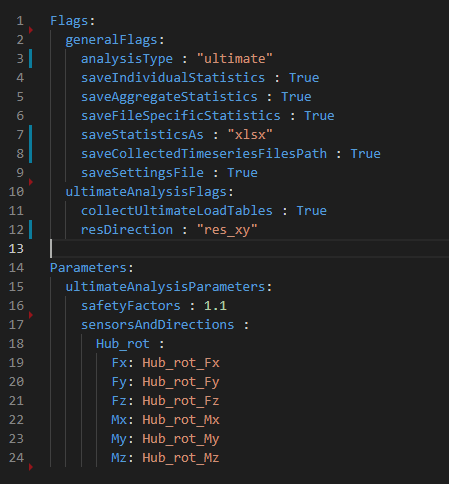 1 Flags:
2   generalFlags:
3     analysisType : "ultimate"
4     saveIndividualStatistics : True
5     saveAggregateStatistics : True
6     saveFileSpecificStatistics : True
7     saveStatisticsAs : "xlsx"
8     saveCollectedTimeseriesFilesPath : True
9     saveSettingsFile : True
10   ultimateAnalysisFlags:
11     collectUltimateLoadTables : True
12     resDirection : "res_xy"
13
14 Parameters:
15   ultimateAnalysisParameters:
16     safetyFactors : 1.1
17     sensorsAndDirections :
18       Hub_rot :
19         Fx: Hub_rot_Fx
20         Fy: Hub_rot_Fy
21         Fz: Hub_rot_Fz
22         Mx: Hub_rot_Mx
23         My: Hub_rot_My
24         Mz: Hub_rot_Mz